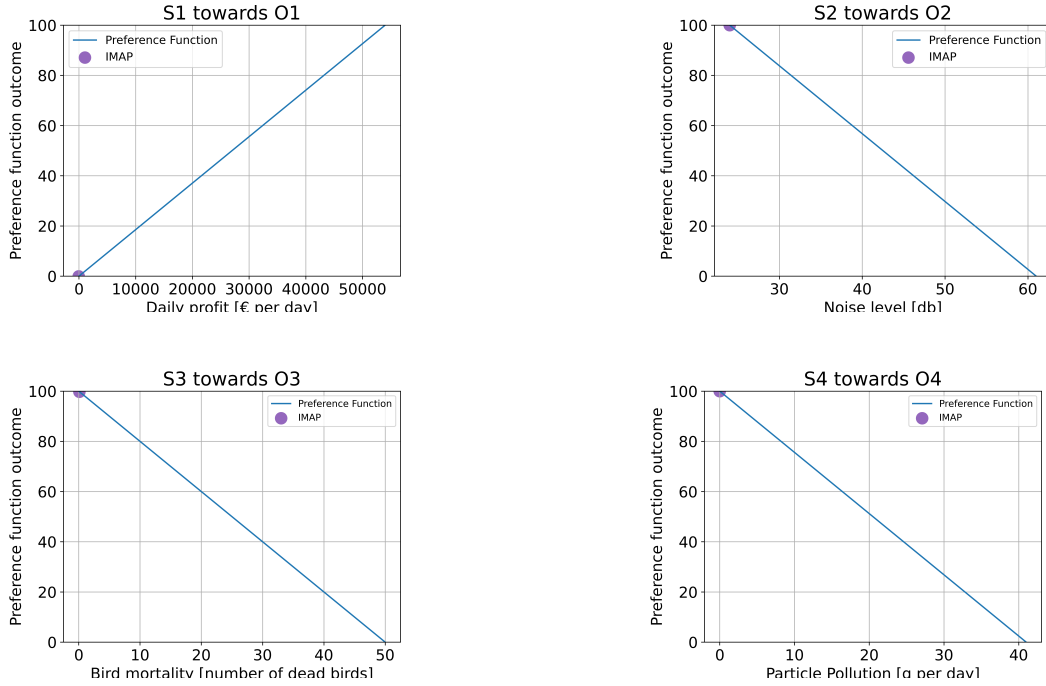 S1 towards O1
Preference function outcome
100
80
60
40
20
0
Preference Function
IMAP
0 10000 20000 30000 40000 50000
Daily profit [€ per day]
S2 towards O2
Preference function outcome
100
80
60
40
20
0
Preference Function
IMAP
30 40 50 60
Noise level [db]
S3 towards O3
Preference function outcome
100
80
60
40
20
0
Preference Function
IMAP
0 10 20 30 40 50
Bird mortality [number of dead birds]
S4 towards O4
Preference function outcome
100
80
60
40
20
0
Preference Function
IMAP
0 10 20 30 40
Particle Pollution [g per day]